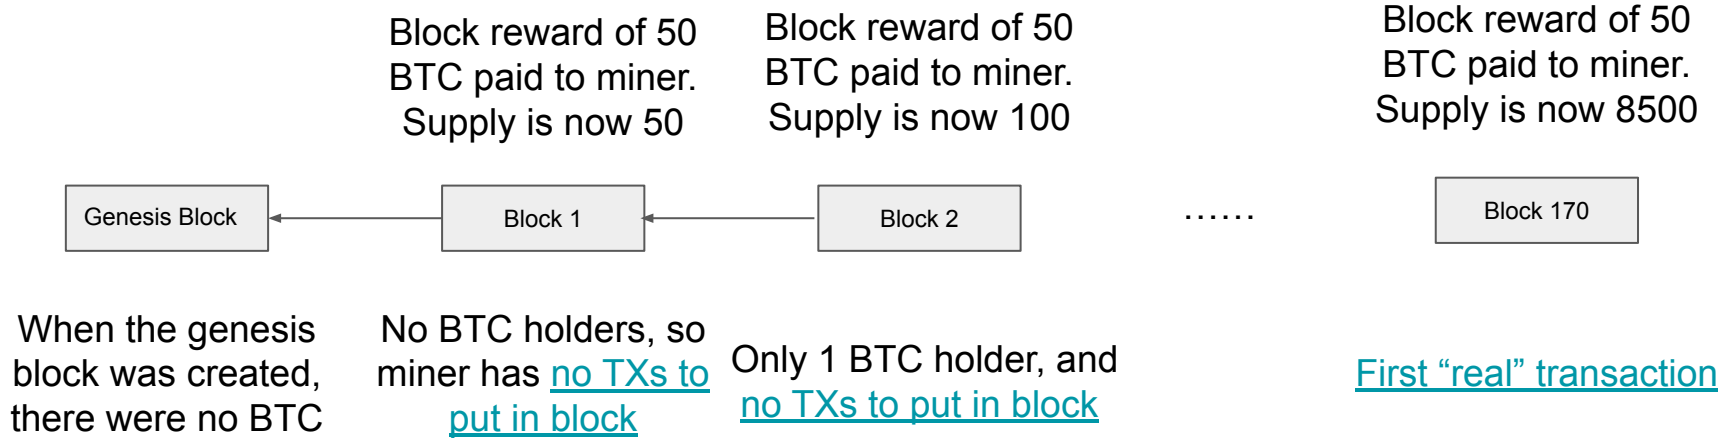 Block reward of 50
BTC paid to miner.
Supply is now 50
Block reward of 50
BTC paid to miner.
Supply is now 100
Block reward of 50
BTC paid to miner.
Supply is now 8500
Genesis Block
Block 1
Block 2
......
Block 170
When the genesis
block was created,
there were no BTC
No BTC holders, so
miner has no TXs to
put in block
Only 1 BTC holder, and
no TXs to put in block
First “real” transaction